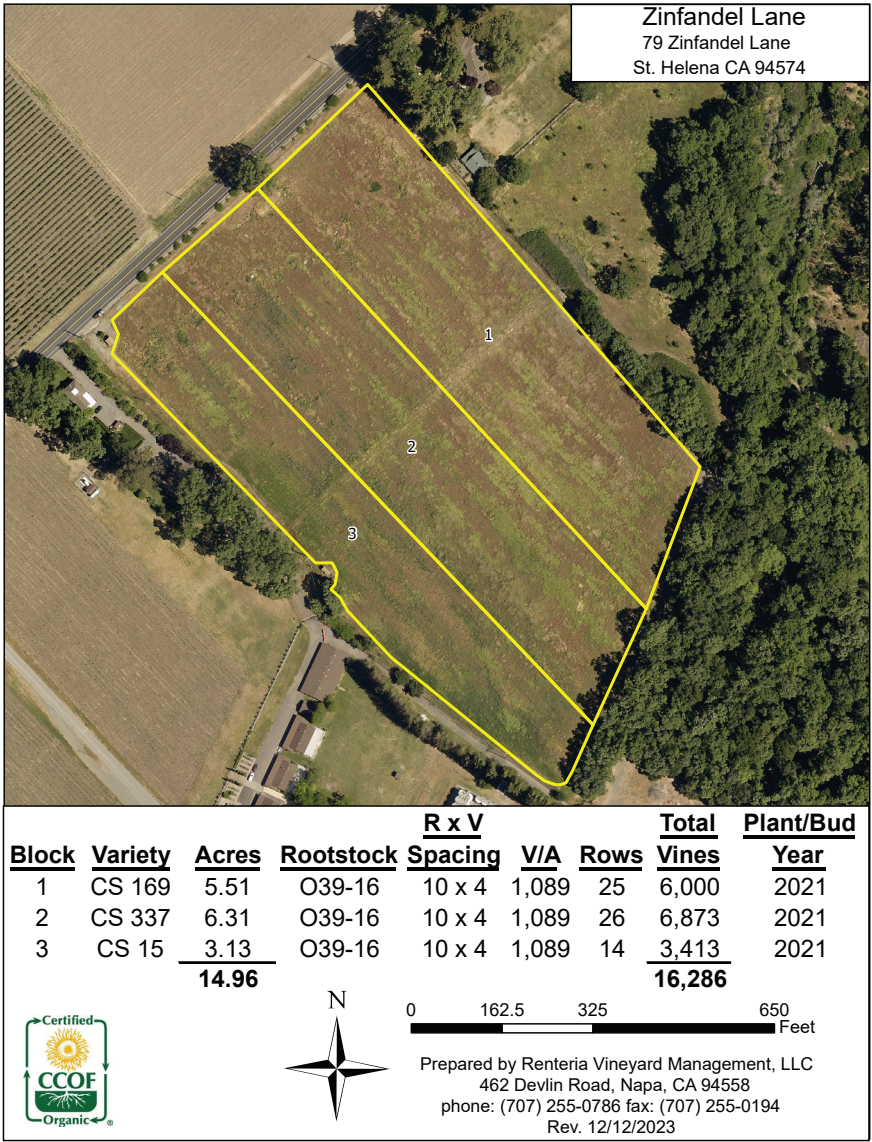 Zinfandel Lane
79 Zinfandel Lane
St. Helena CA 94574
1
2
3
R x V Total Plant/Bud
Block Variety Acres Rootstock Spacing V/A Rows Vines Year
1 CS 169 5.51 O39-16 10 x 4 1,089 25 6,000 2021
2 CS 337 6.31 O39-16 10 x 4 1,089 26 6,873 2021
3 CS 15 3.13 O39-16 10 x 4 1,089 14 3,413 2021
14.96 16,286
N
0 162.5 325 650
Feet
Certified
CCOF
Organic
®
Prepared by Renteria Vineyard Management, LLC
462 Devlin Road, Napa, CA 94558
phone: (707) 255-0786 fax: (707) 255-0194
Rev. 12/12/2023